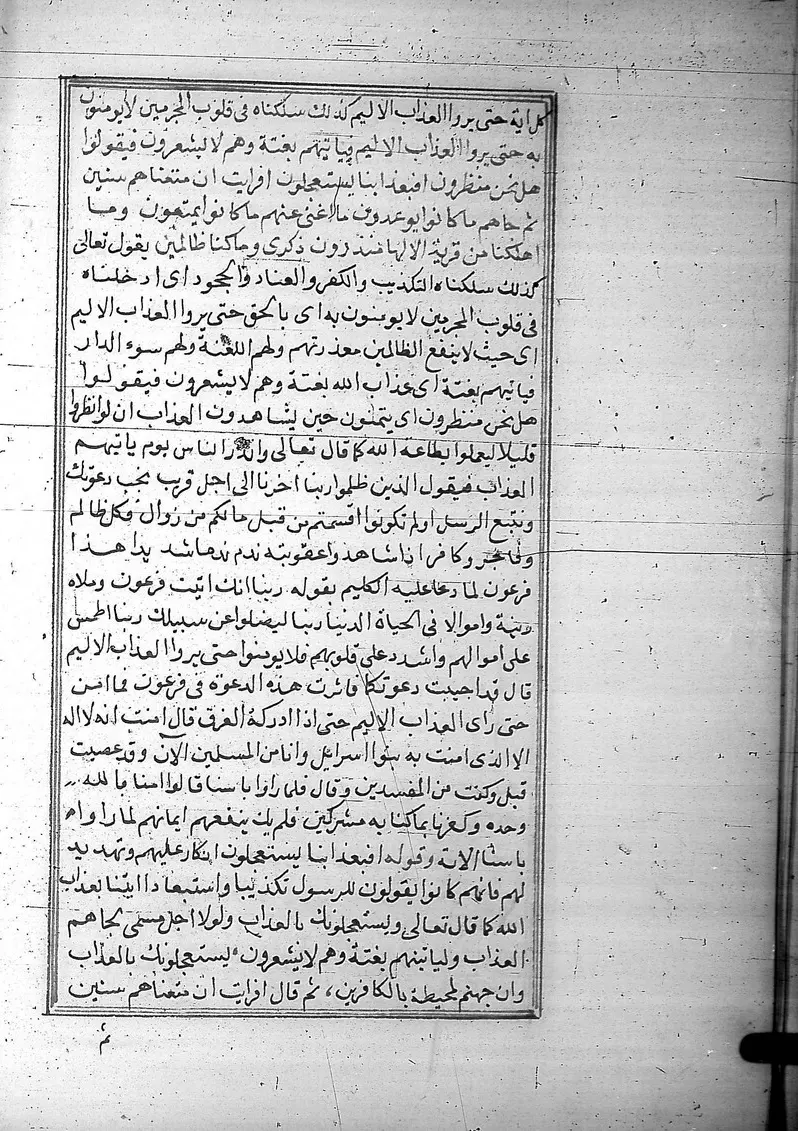 كل اية حتى يروا العذاب الاليم كذلك سلكناه فى قلوب المجرمين لا يومنون
به حتى يروا العذاب الاليم فياتيهم بغتة وهم لا يشعرون فيقولوا
هل نحن منظرون افبعذابنا يستعجلون افرايت ان متعناهم سنين
ثم جاهم ما كانوا يوعدون ما اغنى عنهم ما كانوا يمتعون وما
اهلكنا من قرية الا لها منذرون ذكرى وما كنا ظالمين يقول تعالى
كذلك سلكناه التكذيب والكفر والعناد والجحود اى ادخلناه
فى قلوب المجرمين لا يومنون به اى بالحق حتى يروا العذاب الاليم
اى حيث لا ينفع الظالمين معذرتهم ولهم اللعنة ولهم سوء الدار
فياتيهم بغتة اى عذاب الله بغتة وهم لا يشعرون فيقولوا
هل نحن منظرون اى يتمنون حين يشاهدون العذاب ان لو انظروا
قليلا ليعملوا بطاعة الله كما قال تعالى وانذر الناس يوم ياتيهم
العذاب فيقول الذين ظلموا ربنا اخرنا الى اجل قريب نجب دعوتك
ونتبع الرسل اولم تكونوا اقسمتم من قبل ما لكم من زوال فكل ظالم
وفاجر وكافر اذا شاهد واعقوبته ندم ندما شديدا هذا
فرعون لما دعا عليه الكليم بقوله ربنا انك اتيت فرعون وملاه
زينة واموالا فى الحياة الدنيا ربنا ليضلوا عن سبيلك ربنا اطمس
على اموالهم واشدد على قلوبهم فلا يومنوا حتى يروا العذاب الاليم
قال قد اجيبت دعوتكما فاثرت هذه الدعوة فى فرعون فما امن
حتى راى العذاب الاليم حتى اذا ادركه الغرق قال امنت انه لا اله
الا الذى امنت به بنوا اسرائل وانا من المسلمين الآن وقد عصيت
قبل وكنت من المفسدين وقال فلما راوا باسنا قالوا امنا بالله
وحده وكفرنا بما كنا به مشركين فلم يك ينفعهم ايمانهم لما راوا
باسنا الاية وقوله افبعذابنا يستعجلون انكار عليهم وتهديد
لهم فانهم كانوا يقولون للرسول تكذيبا واستبعادا ايتنا بعذاب
الله كما قال تعالى ويستعجلونك بالعذاب ولولا اجل مسمى لجاهم
العذاب ولياتينهم بغتة وهم لا يشعرون يستعجلونك بالعذاب
وان جهنم لمحيطة بالكافرين، ثم قال افرايت ان متعناهم سنين
ثم